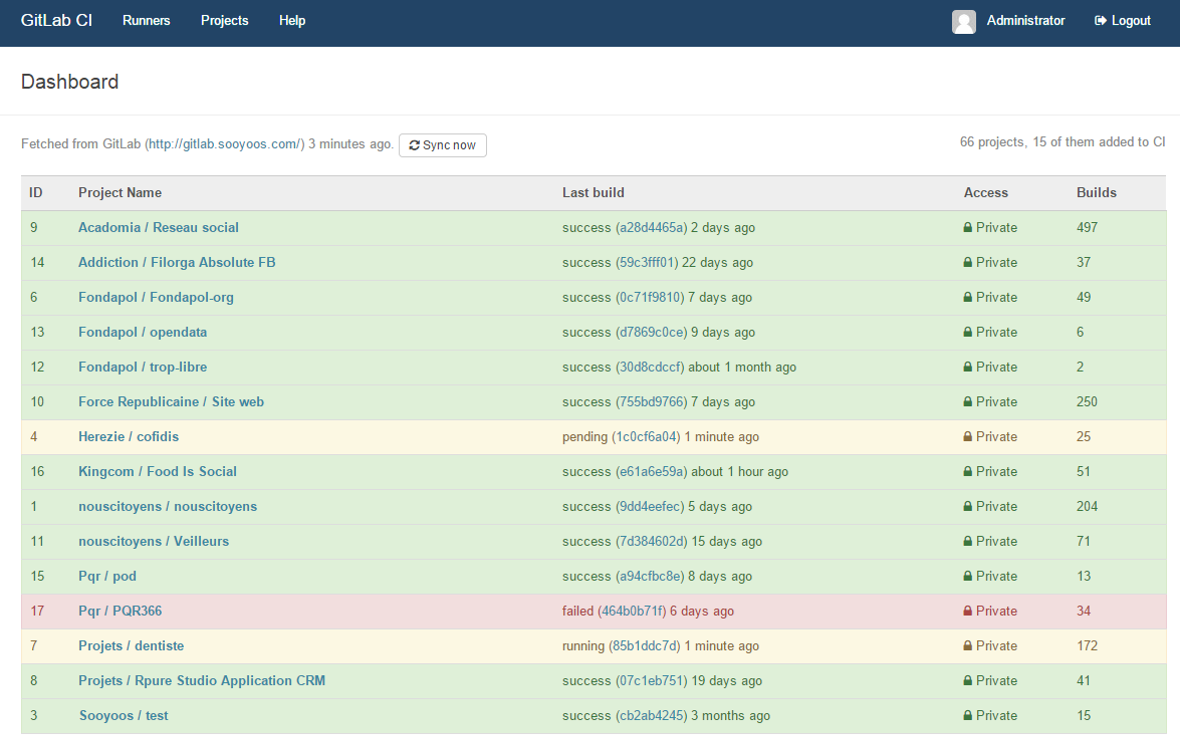 GitLab CI Runners Projects Help Administrator Logout
Dashboard
Fetched from GitLab (http://gitlab.sooyoos.com/) 3 minutes ago. Sync now 66 projects, 15 of them added to CI
ID Project Name Last build Access Builds
9 Acadomia / Reseau social success (a28d4465a) 2 days ago Private 497
14 Addiction / Filorga Absolute FB success (59c3fff01) 22 days ago Private 37
6 Fondapol / Fondapol-org success (0c71f9810) 7 days ago Private 49
13 Fondapol / opendata success (d7869c0ce) 9 days ago Private 6
12 Fondapol / trop-libre success (30d8cdccf) about 1 month ago Private 2
10 Force Republicaine / Site web success (755bd9766) 7 days ago Private 250
4 Herezie / cofidis pending (1c0cf6a04) 1 minute ago Private 25
16 Kingcom / Food Is Social success (e61a6e59a) about 1 hour ago Private 51
1 nouscitoyens / nouscitoyens success (9dd4eefec) 5 days ago Private 204
11 nouscitoyens / Veilleurs success (7d384602d) 15 days ago Private 71
15 Pqr / pod success (a94cfbc8e) 8 days ago Private 13
17 Pqr / PQR366 failed (464b0b71f) 6 days ago Private 34
7 Projets / dentiste running (85b1ddc7d) 1 minute ago Private 172
8 Projets / Rpure Studio Application CRM success (07c1eb751) 19 days ago Private 41
3 Sooyoos / test success (cb2ab4245) 3 months ago Private 15